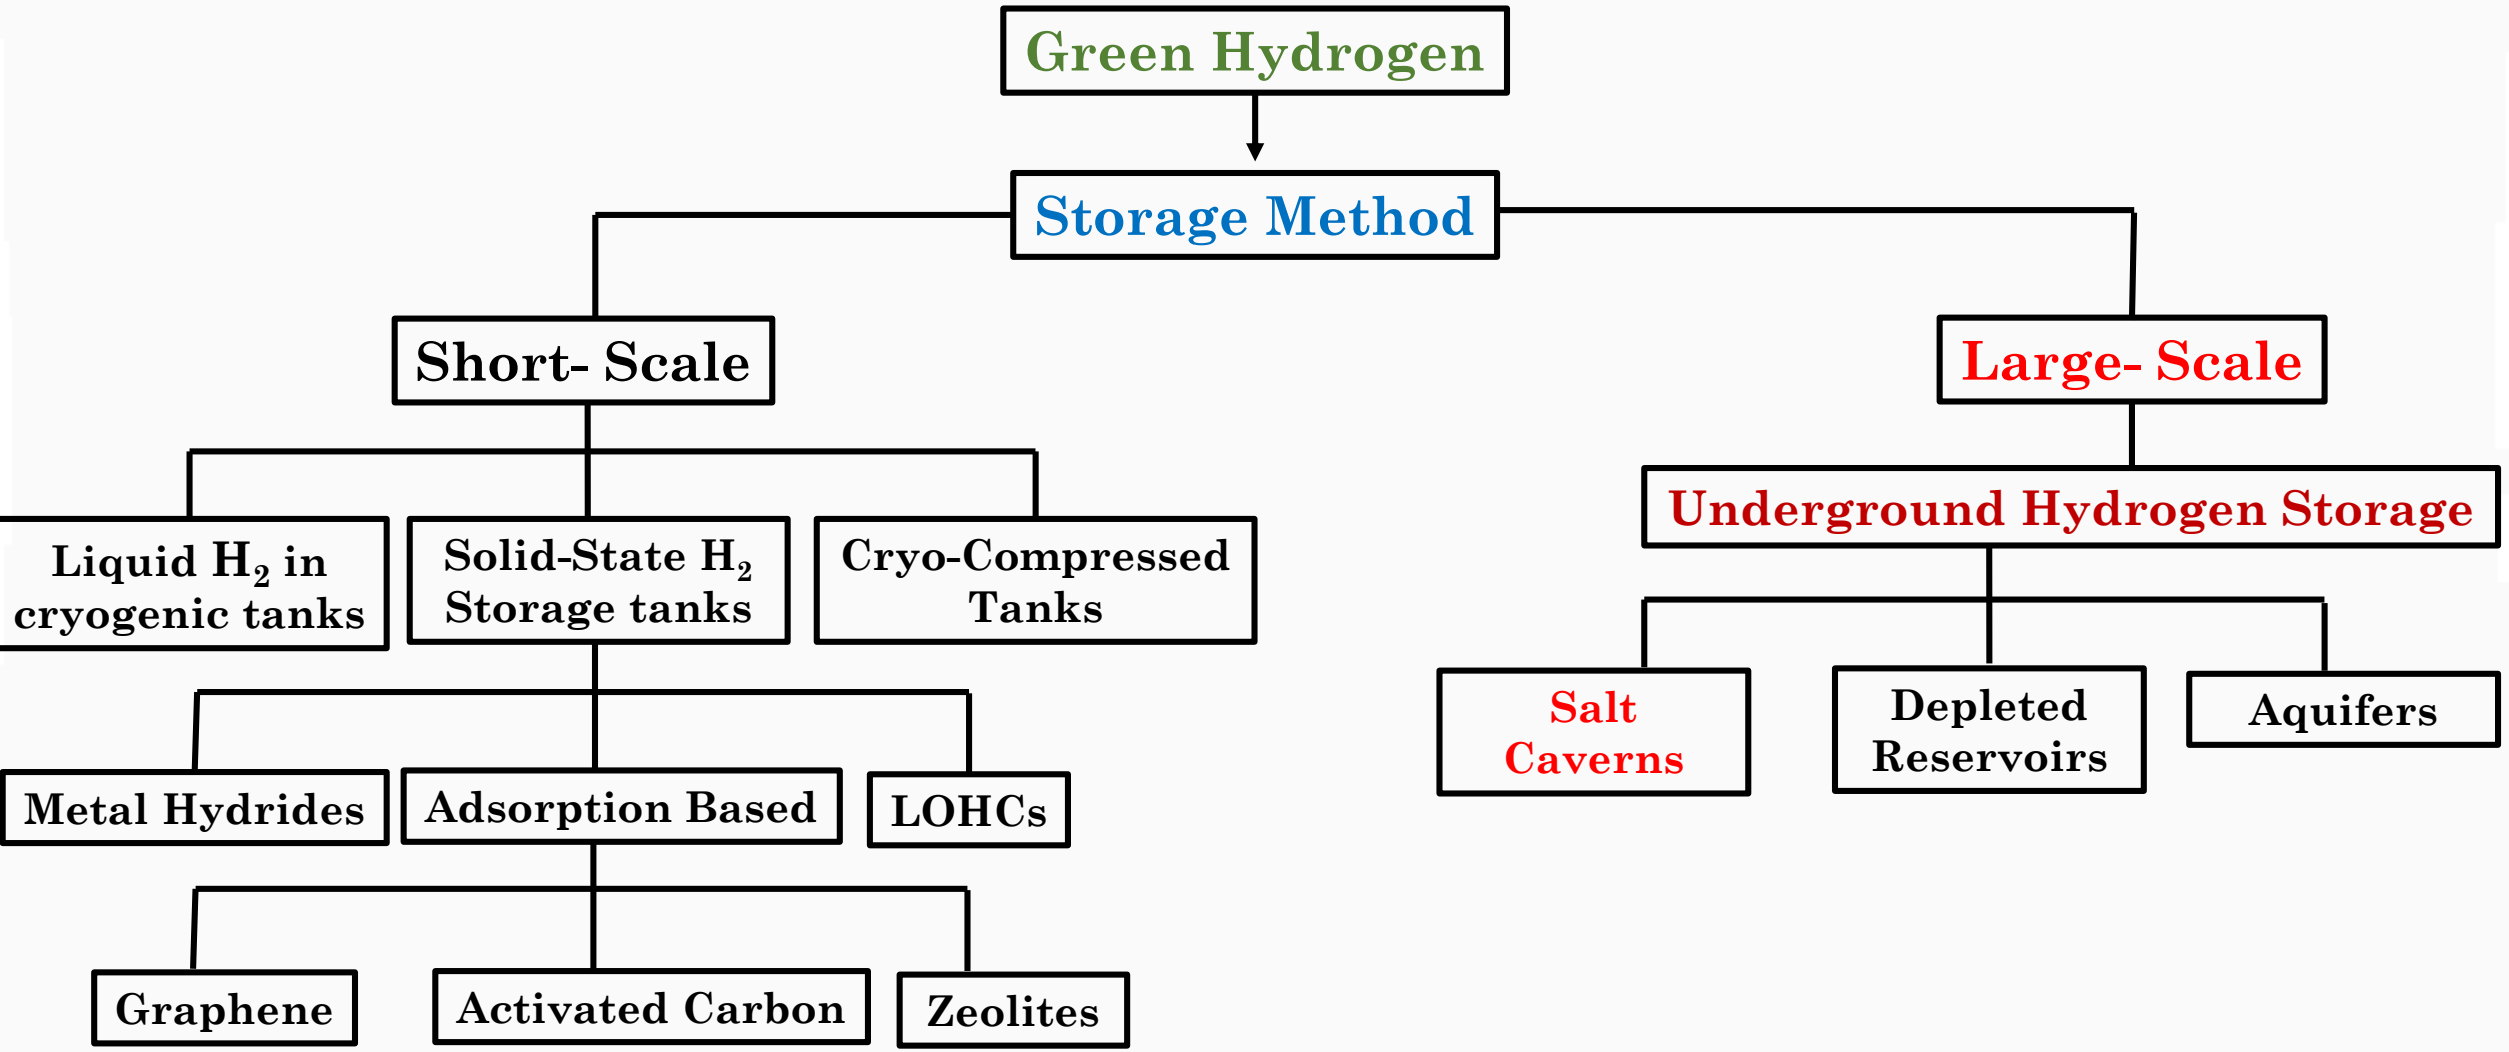 Green Hydrogen
Storage Method
Short- Scale
Large- Scale
Underground Hydrogen Storage
Liquid H₂ in
cryogenic tanks
Solid-State H₂
Storage tanks
Cryo-Compressed
Tanks
Salt
Caverns
Depleted
Reservoirs
Aquifers
Metal Hydrides
Adsorption Based
LOHCs
Graphene
Activated Carbon
Zeolites